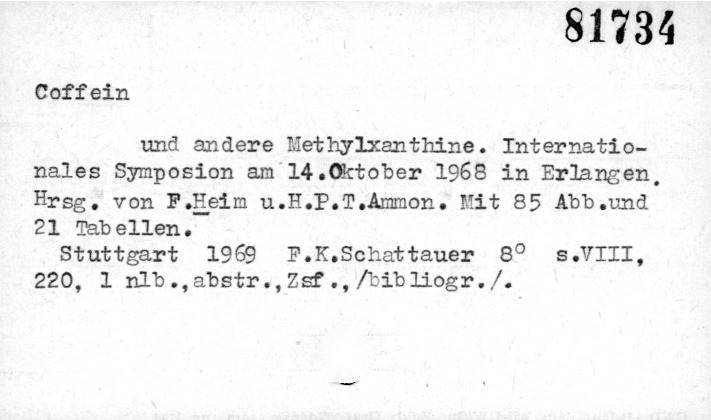 81734
Coffein
und andere Methylxanthine. Internatio-
nales Symposion am 14.Oktober 1968 in Erlangen.
Hrsg. von F.Heim u.H.P.T.Ammon. Mit 85 Abb.und
21 Tabellen.
Stuttgart 1969 F.K.Schattauer 8° s.VIII,
220, 1 nlb.,abstr.,Zsf.,/bibliogr./.